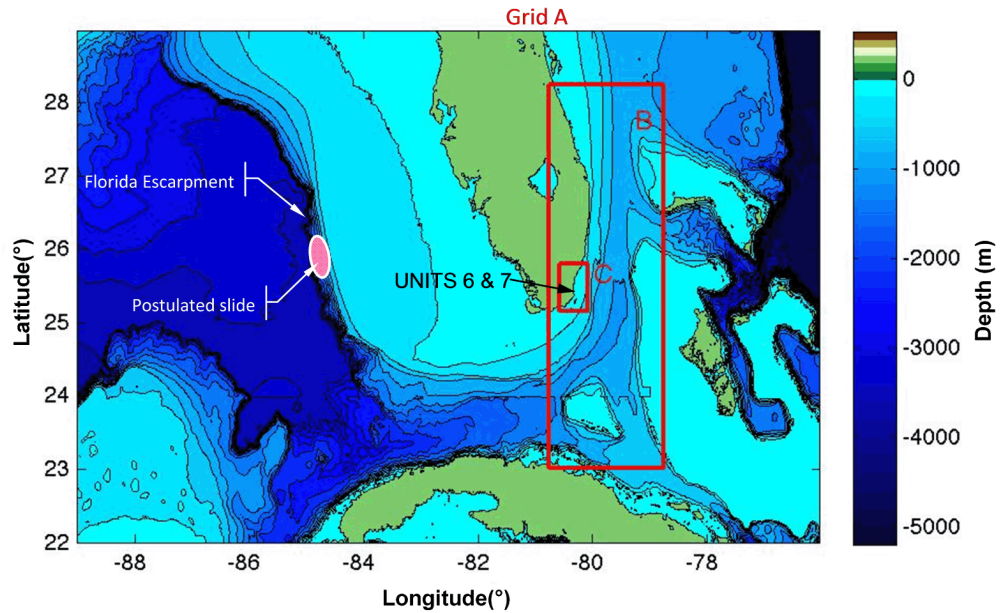 Grid A
B
C
Florida Escarpment
Postulated slide
UNITS 6 & 7
Latitude(°)
28
27
26
25
24
23
22
-88
-86
-84
-82
-80
-78
Longitude(°)
0
-1000
-2000
-3000
-4000
-5000
Depth (m)